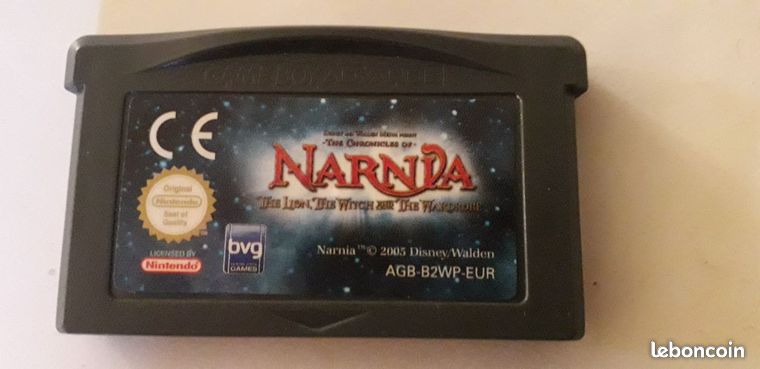 GAME BOY ADVANCE
CE
DISNEY AND WALDEN MEDIA PRESENT
·THE CHRONICLES OF·
NARNIA
THE LION, THE WITCH AND THE WARDROBE
Original
Nintendo
Seal of
Quality
LICENSED BY
Nintendo
bvg
GAMES
Narnia™© 2005 Disney/Walden
AGB-B2WP-EUR
leboncoin